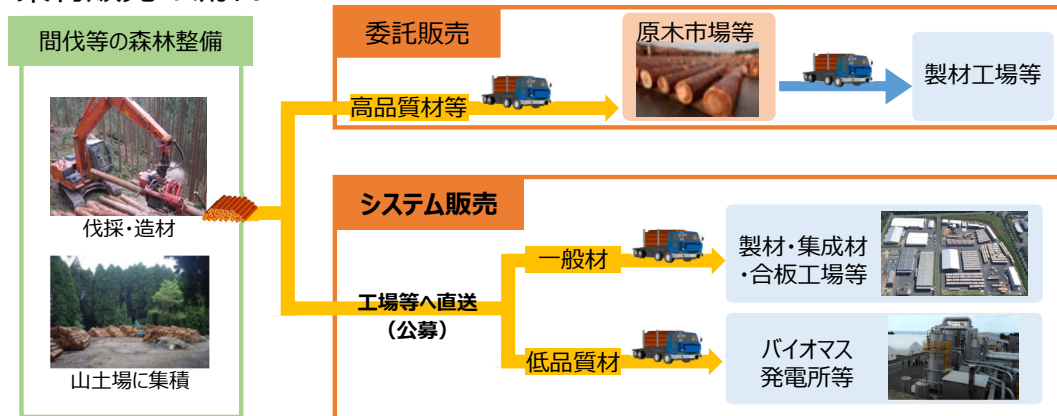 間伐等の森林整備
伐採・造材
山土場に集積
委託販売
高品質材等
原木市場等
製材工場等
システム販売
工場等へ直送
（公募）
一般材
製材・集成材
・合板工場等
低品質材
バイオマス
発電所等